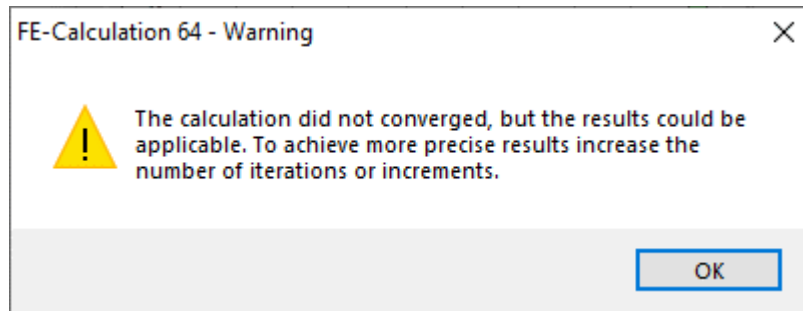 FE-Calculation 64 - Warning
The calculation did not converged, but the results could be
applicable. To achieve more precise results increase the
number of iterations or increments.
OK